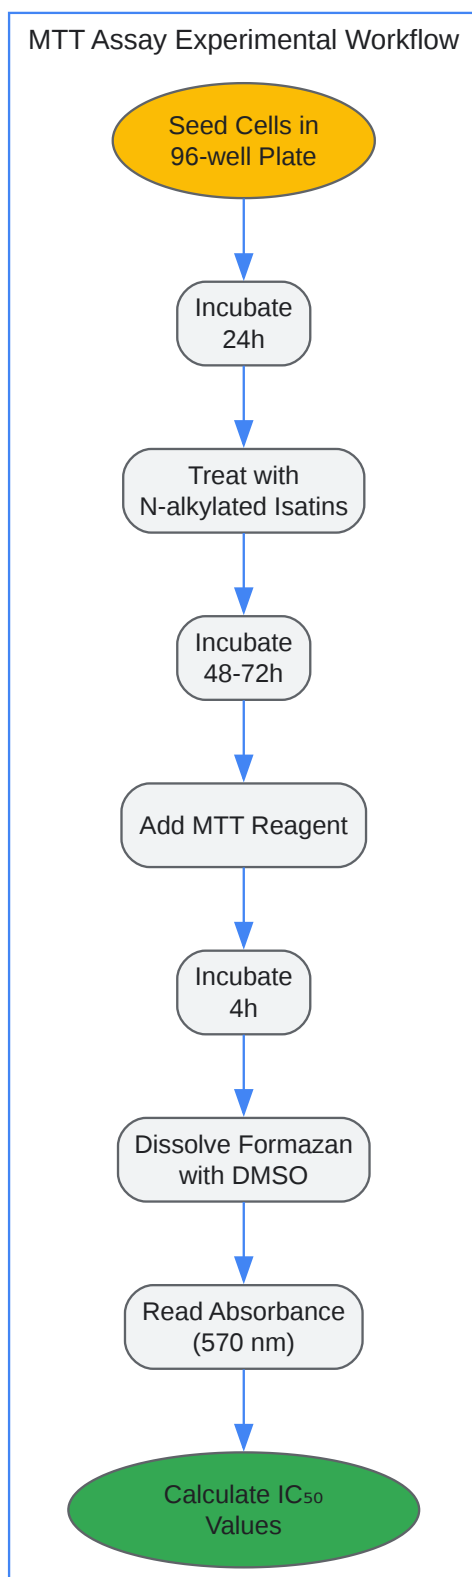 MTT Assay Experimental Workflow
Seed Cells in
96-well Plate
Incubate
24h
Treat with
N-alkylated Isatins
Incubate
48-72h
Add MTT Reagent
Incubate
4h
Dissolve Formazan
with DMSO
Read Absorbance
(570 nm)
Calculate IC₅₀
Values